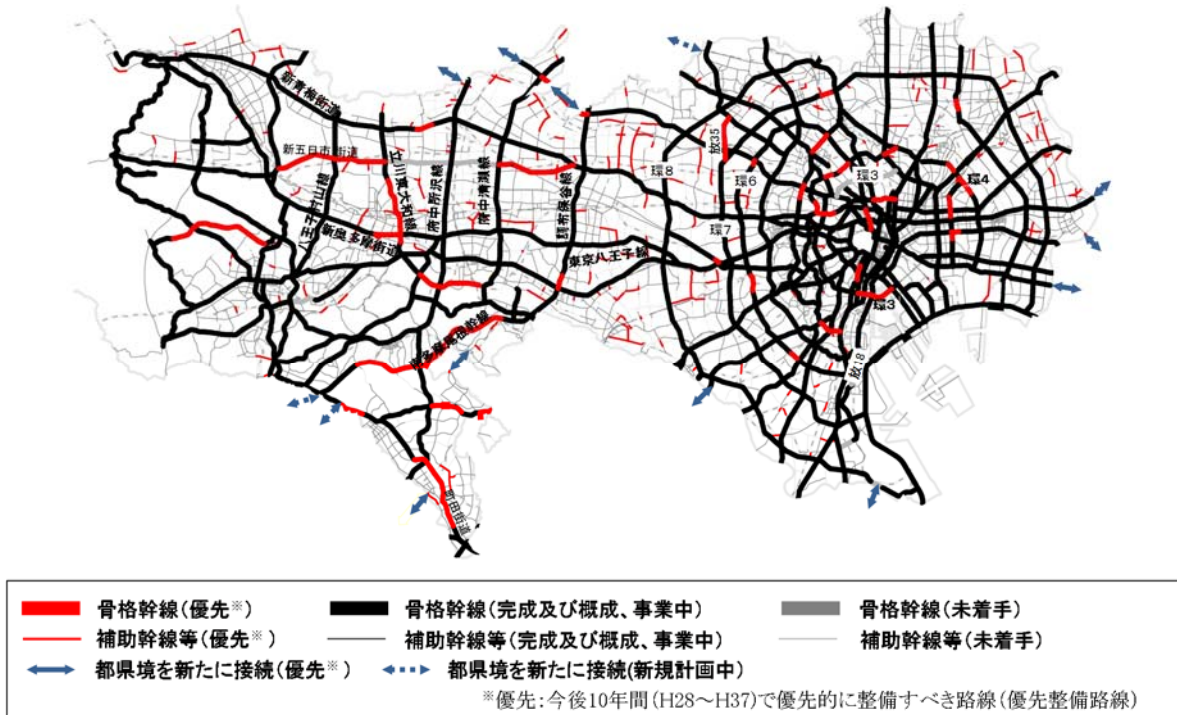 新青梅街道
新五日市街道
立川東大和線
府中所沢線
府中清瀬線
調布保谷線
八王子村山線
新奥多摩街道
東京八王子線
南多摩尾根幹線
町田街道
放35
環8
環6
環7
環3
環4
環3
放18
骨格幹線(優先※) 骨格幹線(完成及び概成、事業中) 骨格幹線(未着手)
補助幹線等(優先※) 補助幹線等(完成及び概成、事業中) 補助幹線等(未着手)
都県境を新たに接続(優先※) 都県境を新たに接続(新規計画中)
※優先:今後10年間(H28~H37)で優先的に整備すべき路線(優先整備路線)